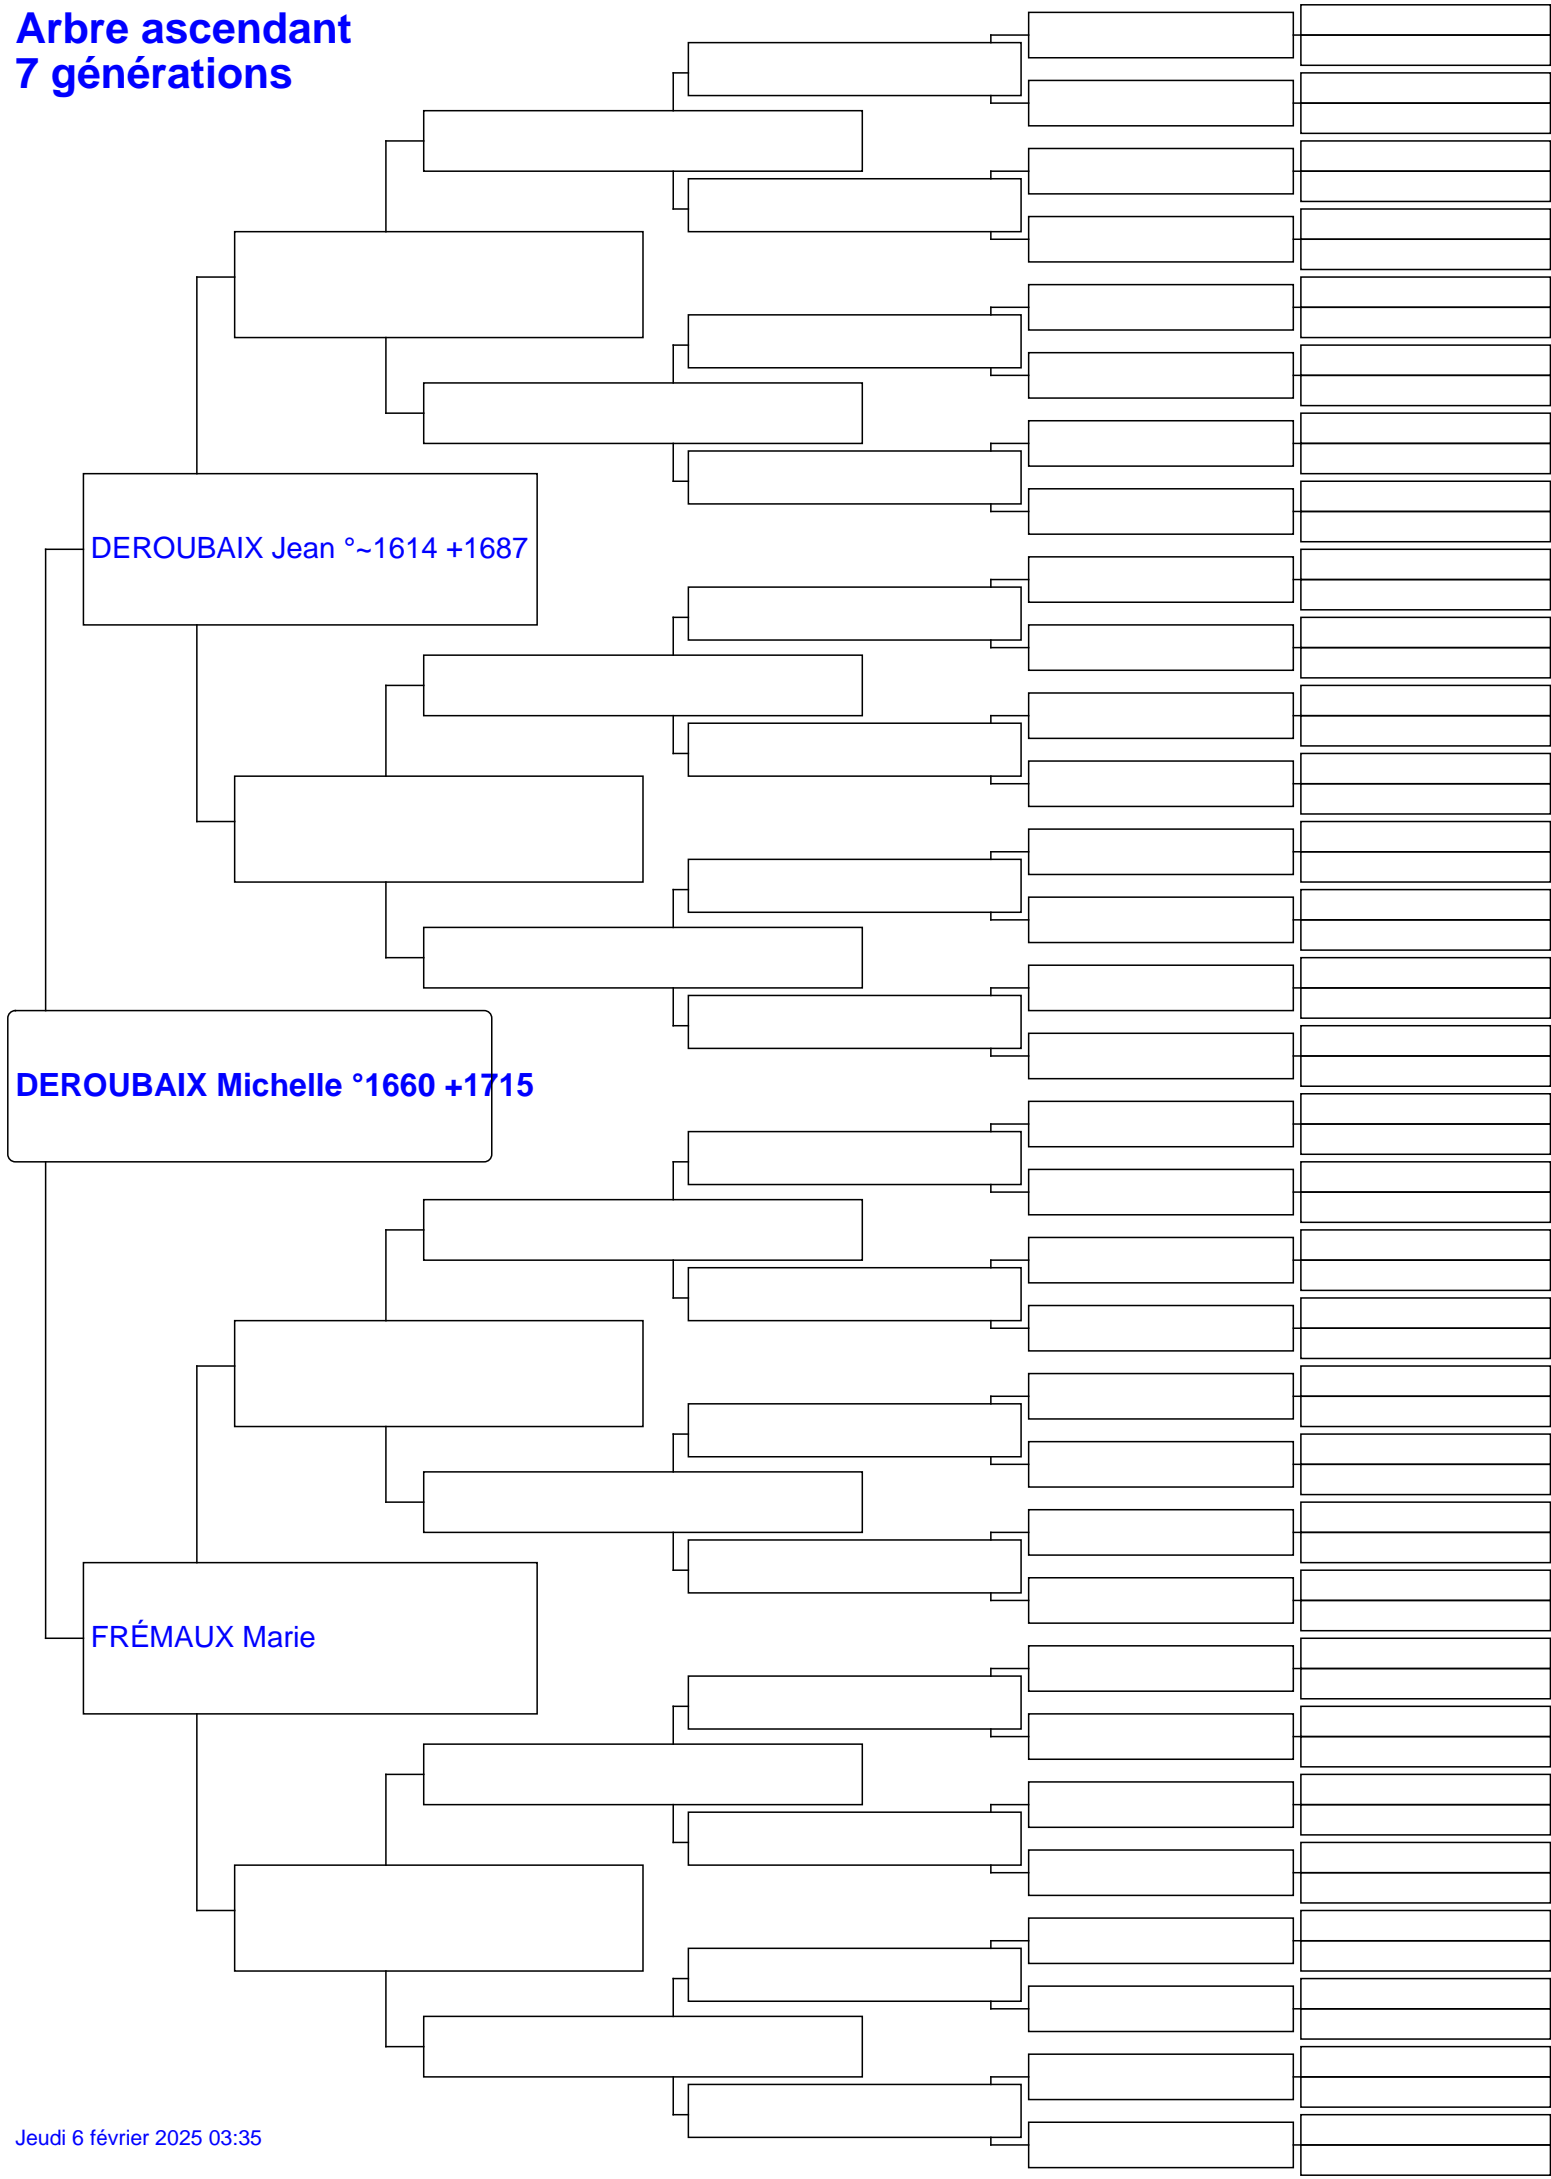 Arbre ascendant
7 générations
DEROUBAIX Jean °~1614 +1687
DEROUBAIX Michelle °1660 +1715
FRÉMAUX Marie
Jeudi 6 février 2025 03:35